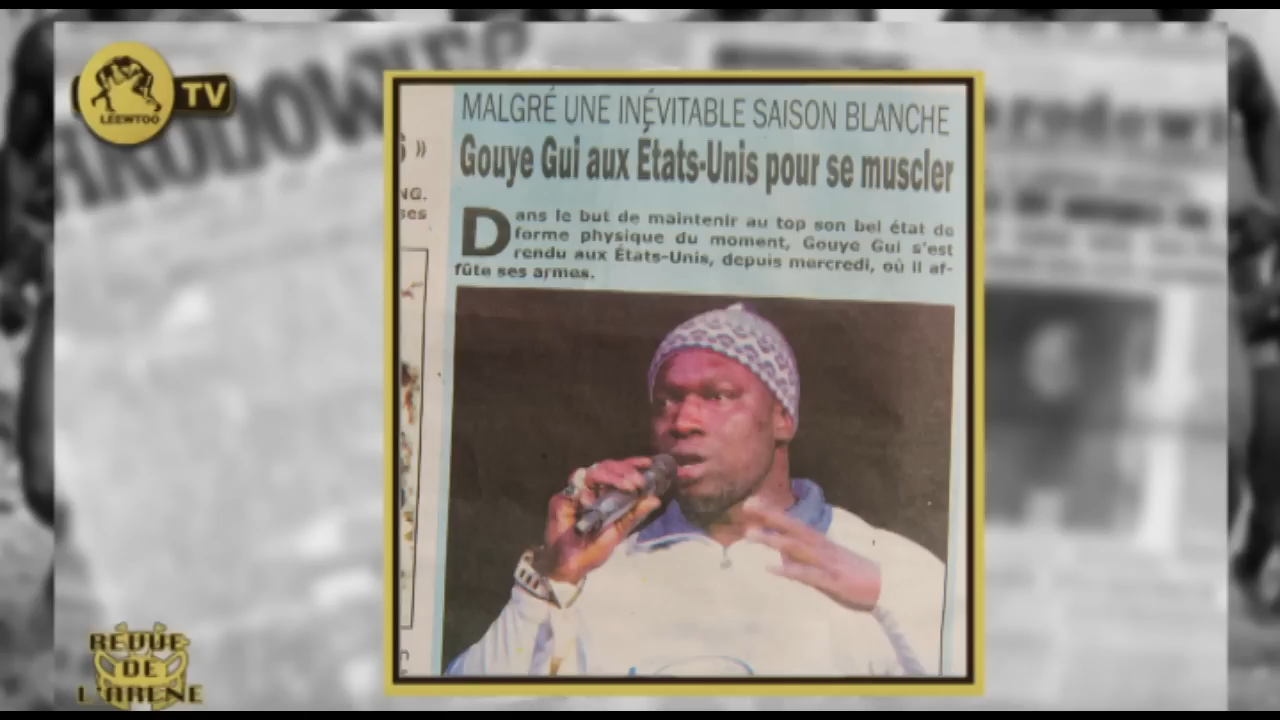 LEEWTOO
TV
MALGRÉ UNE INÉVITABLE SAISON BLANCHE
Gouye Gui aux États-Unis pour se muscler
Dans le but de maintenir au top son bel état de
forme physique du moment, Gouye Gui s'est
rendu aux États-Unis, depuis mercredi, où il af-
fûte ses armes.
REVUE
DE
L'ARENE